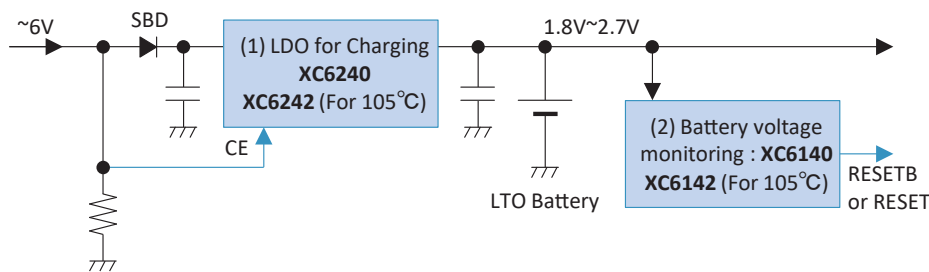 ~6V
SBD
(1) LDO for Charging
XC6240
XC6242 (For 105℃)
CE
1.8V~2.7V
LTO Battery
(2) Battery voltage
monitoring : XC6140
XC6142 (For 105℃)
RESETB
or RESET